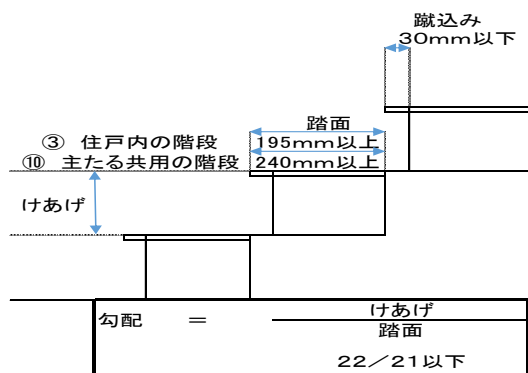 蹴込み
30mm以下
踏面
③ 住戸内の階段 195mm以上
⑩ 主たる共用の階段 240mm以上
けあげ
勾配 = けあげ
踏面
22/21以下